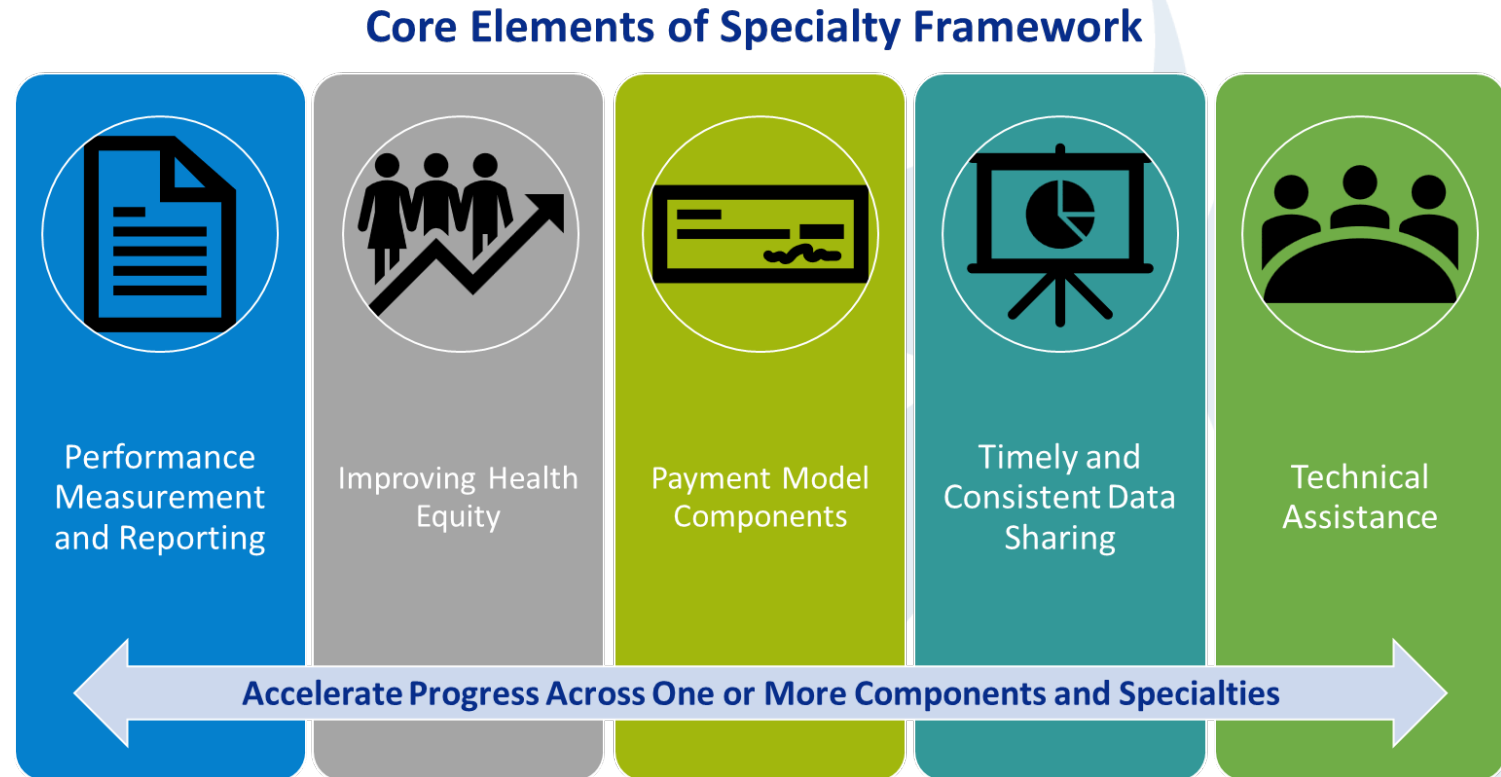 Core Elements of Specialty Framework
Performance
Measurement
and Reporting
Improving Health
Equity
Payment Model
Components
Timely and
Consistent Data
Sharing
Technical
Assistance
Accelerate Progress Across One or More Components and Specialties